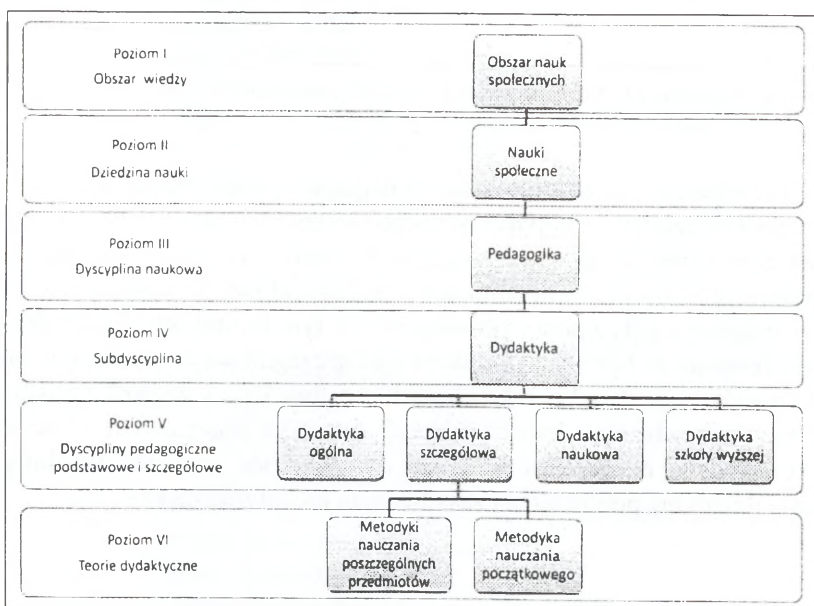 Poziom I
Obszar wiedzy
Obszar nauk
społecznych
Poziom II
Dziedzina nauki
Nauki
społeczne
Poziom III
Dyscyplina naukowa
Pedagogika
Poziom IV
Subdyscyplina
Dydaktyka
Poziom V
Dyscypliny pedagogiczne
podstawowe i szczegółowe
Dydaktyka
ogólna
Dydaktyka
szczegółowa
Dydaktyka
naukowa
Dydaktyka
szkoły wyższej
Poziom VI
Teorie dydaktyczne
Metodyki
nauczania
poszczególnych
przedmiotów
Metodyka
nauczania
początkowego